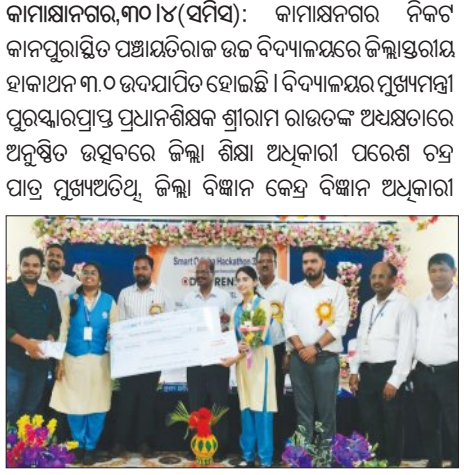 କାମାକ୍ଷାନଗର,୩୦।୪(ସମିସ): କାମାକ୍ଷନଗର ନିକଟ
କାନପୁରାସ୍ଥିତ ପଞ୍ଚାୟତିରାଜ ଉଚ୍ଚ ବିଦ୍ୟାଳୟରେ ଜିଲ୍ଲାସ୍ତରୀୟ
ହାକାଥନ ୩.୦ ଉଦଯାପିତ ହୋଇଛି । ବିଦ୍ୟାଳୟର ମୁଖ୍ୟମନ୍ତ୍ରୀ
ପୁରସ୍କାରପ୍ରାପ୍ତ ପ୍ରଧାନଶିକ୍ଷକ ଶ୍ରୀରାମ ରାଉତଙ୍କ ଅଧ୍ୟକ୍ଷତାରେ
ଅନୁଷ୍ଠିତ ଉତ୍ସବରେ ଜିଲ୍ଲା ଶିକ୍ଷା ଅଧିକାରୀ ପରେଶ ଚନ୍ଦ୍ର
ପାତ୍ର ମୁଖ୍ୟଅତିଥି, ଜିଲ୍ଲା ବିଜ୍ଞାନ କେନ୍ଦ୍ର ବିଜ୍ଞାନ ଅଧିକାରୀ
Smart Odisha Hackathon